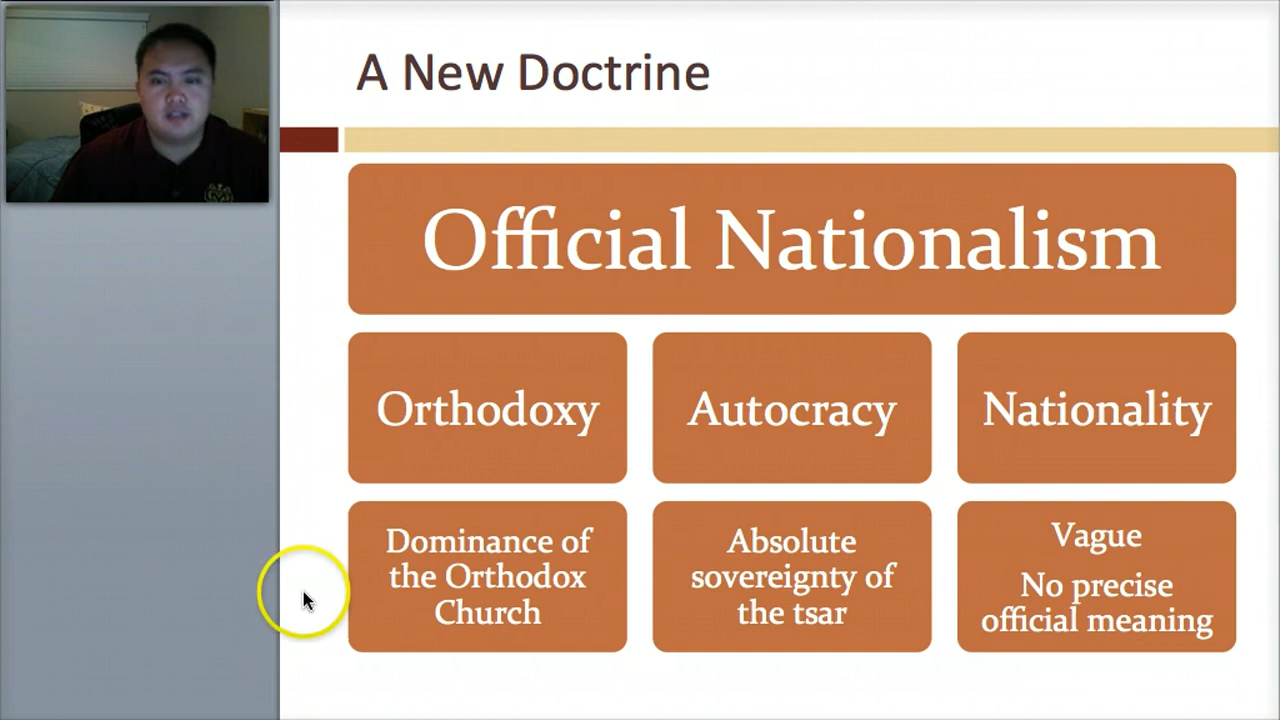 A New Doctrine
Official Nationalism
Orthodoxy
Autocracy
Nationality
Dominance of
the Orthodox
Church
Absolute
sovereignty of
the tsar
Vague
No precise
official meaning